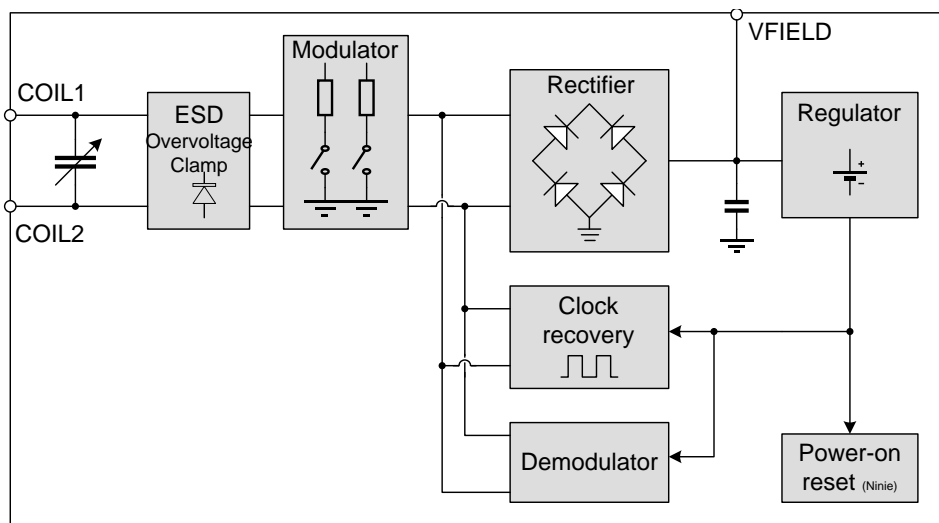 VFIELD
Modulator
COIL1
ESD
Overvoltage
Clamp
Rectifier
Regulator
+
−
COIL2
Clock
recovery
Demodulator
Power-on
reset (Ninie)